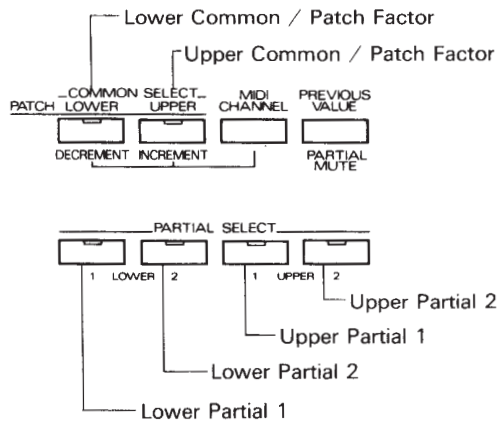 Lower Common / Patch Factor
Upper Common / Patch Factor
COMMON SELECT
PATCH LOWER UPPER
MIDI CHANNEL
PREVIOUS VALUE
DECREMENT INCREMENT
PARTIAL MUTE
PARTIAL SELECT
1 LOWER 2 1 UPPER 2
Upper Partial 2
Upper Partial 1
Lower Partial 2
Lower Partial 1